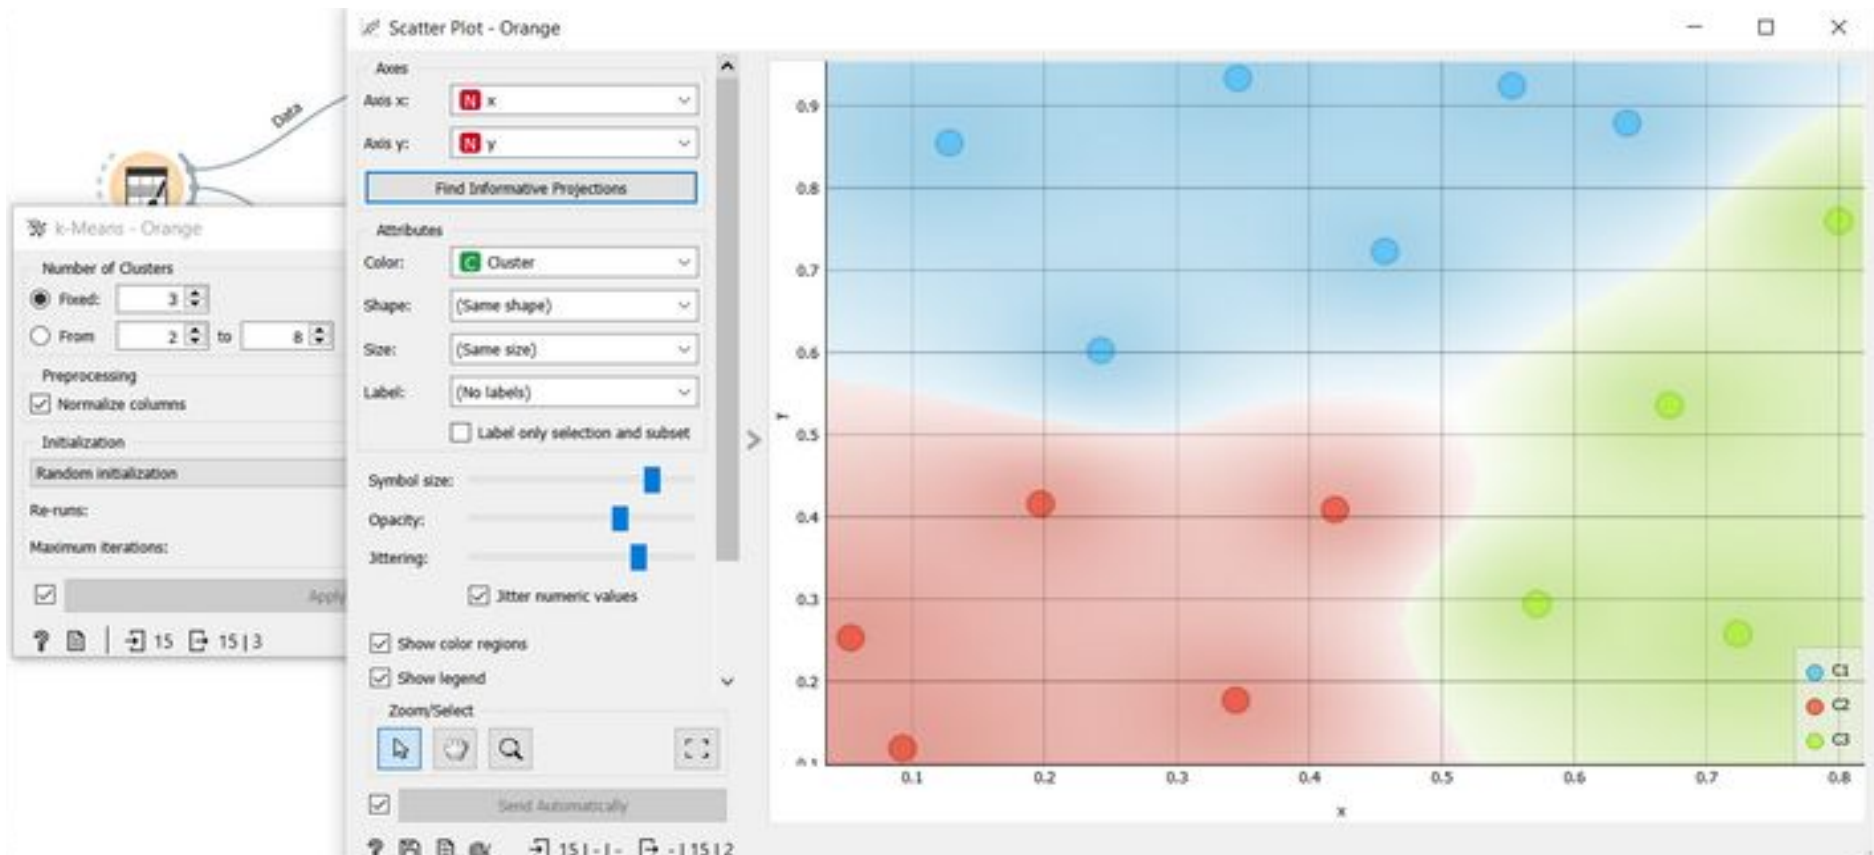 Data
k-Means - Orange
Number of Clusters
Fixed: 3
From 2 to 8
Preprocessing
Normalize columns
Initialization
Random initialization
Re-runs:
Maximum iterations:
Apply
? 15 15 | 3
Scatter Plot - Orange
Axes
Axis x: N x
Axis y: N y
Find Informative Projections
Attributes
Color: C Cluster
Shape: (Same shape)
Size: (Same size)
Label: (No labels)
Label only selection and subset
Symbol size:
Opacity:
Jittering:
Jitter numeric values
Show color regions
Show legend
Zoom/Select
Send Automatically
? 15 | - | - - | 15 | 2
>
Y
0.9
0.8
0.7
0.6
0.5
0.4
0.3
0.2
0.1
0.1 0.2 0.3 0.4 0.5 0.6 0.7 0.8
x
C1
C2
C3